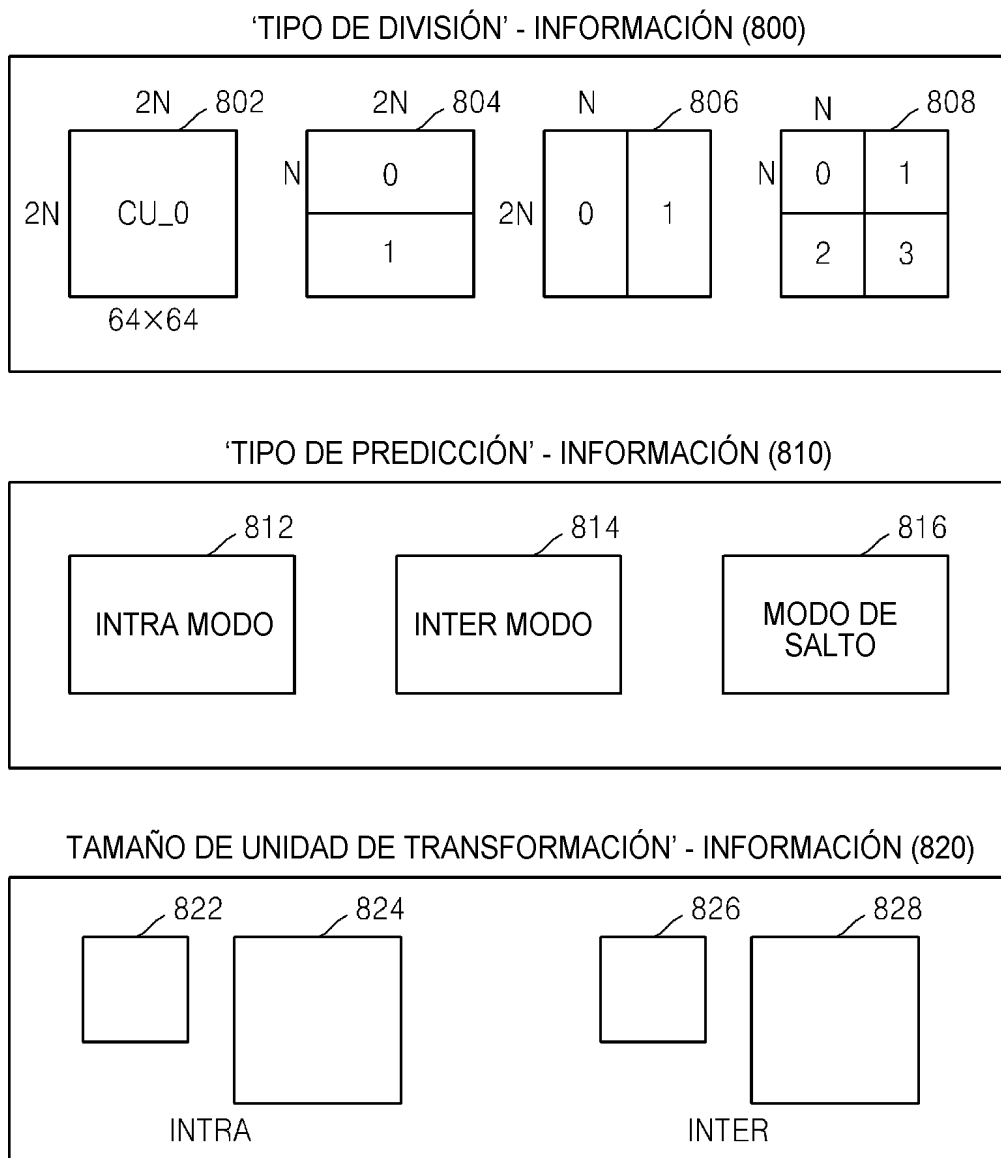 ‘TIPO DE DIVISIÓN’ - INFORMACIÓN (800)
2N 802 2N 804 N 806 N 808
2N CU_0 N 0 1 2N 0 1 N 0 1 2 3
64×64
‘TIPO DE PREDICCIÓN’ - INFORMACIÓN (810)
812 814 816
INTRA MODO INTER MODO MODO DE SALTO
TAMAÑO DE UNIDAD DE TRANSFORMACIÓN’ - INFORMACIÓN (820)
822 824 826 828
INTRA INTER